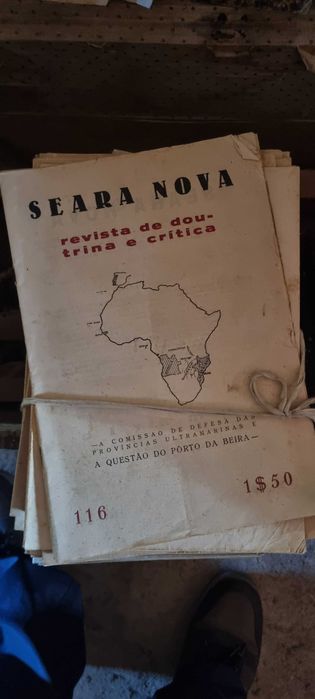 SEARA NOVA
revista de dou-
trina e crítica
—A COMISSÃO DE DEFESA DAS
PROVÍNCIAS ULTRAMARINAS E
A QUESTÃO DO PÔRTO DA BEIRA—
116
1$50